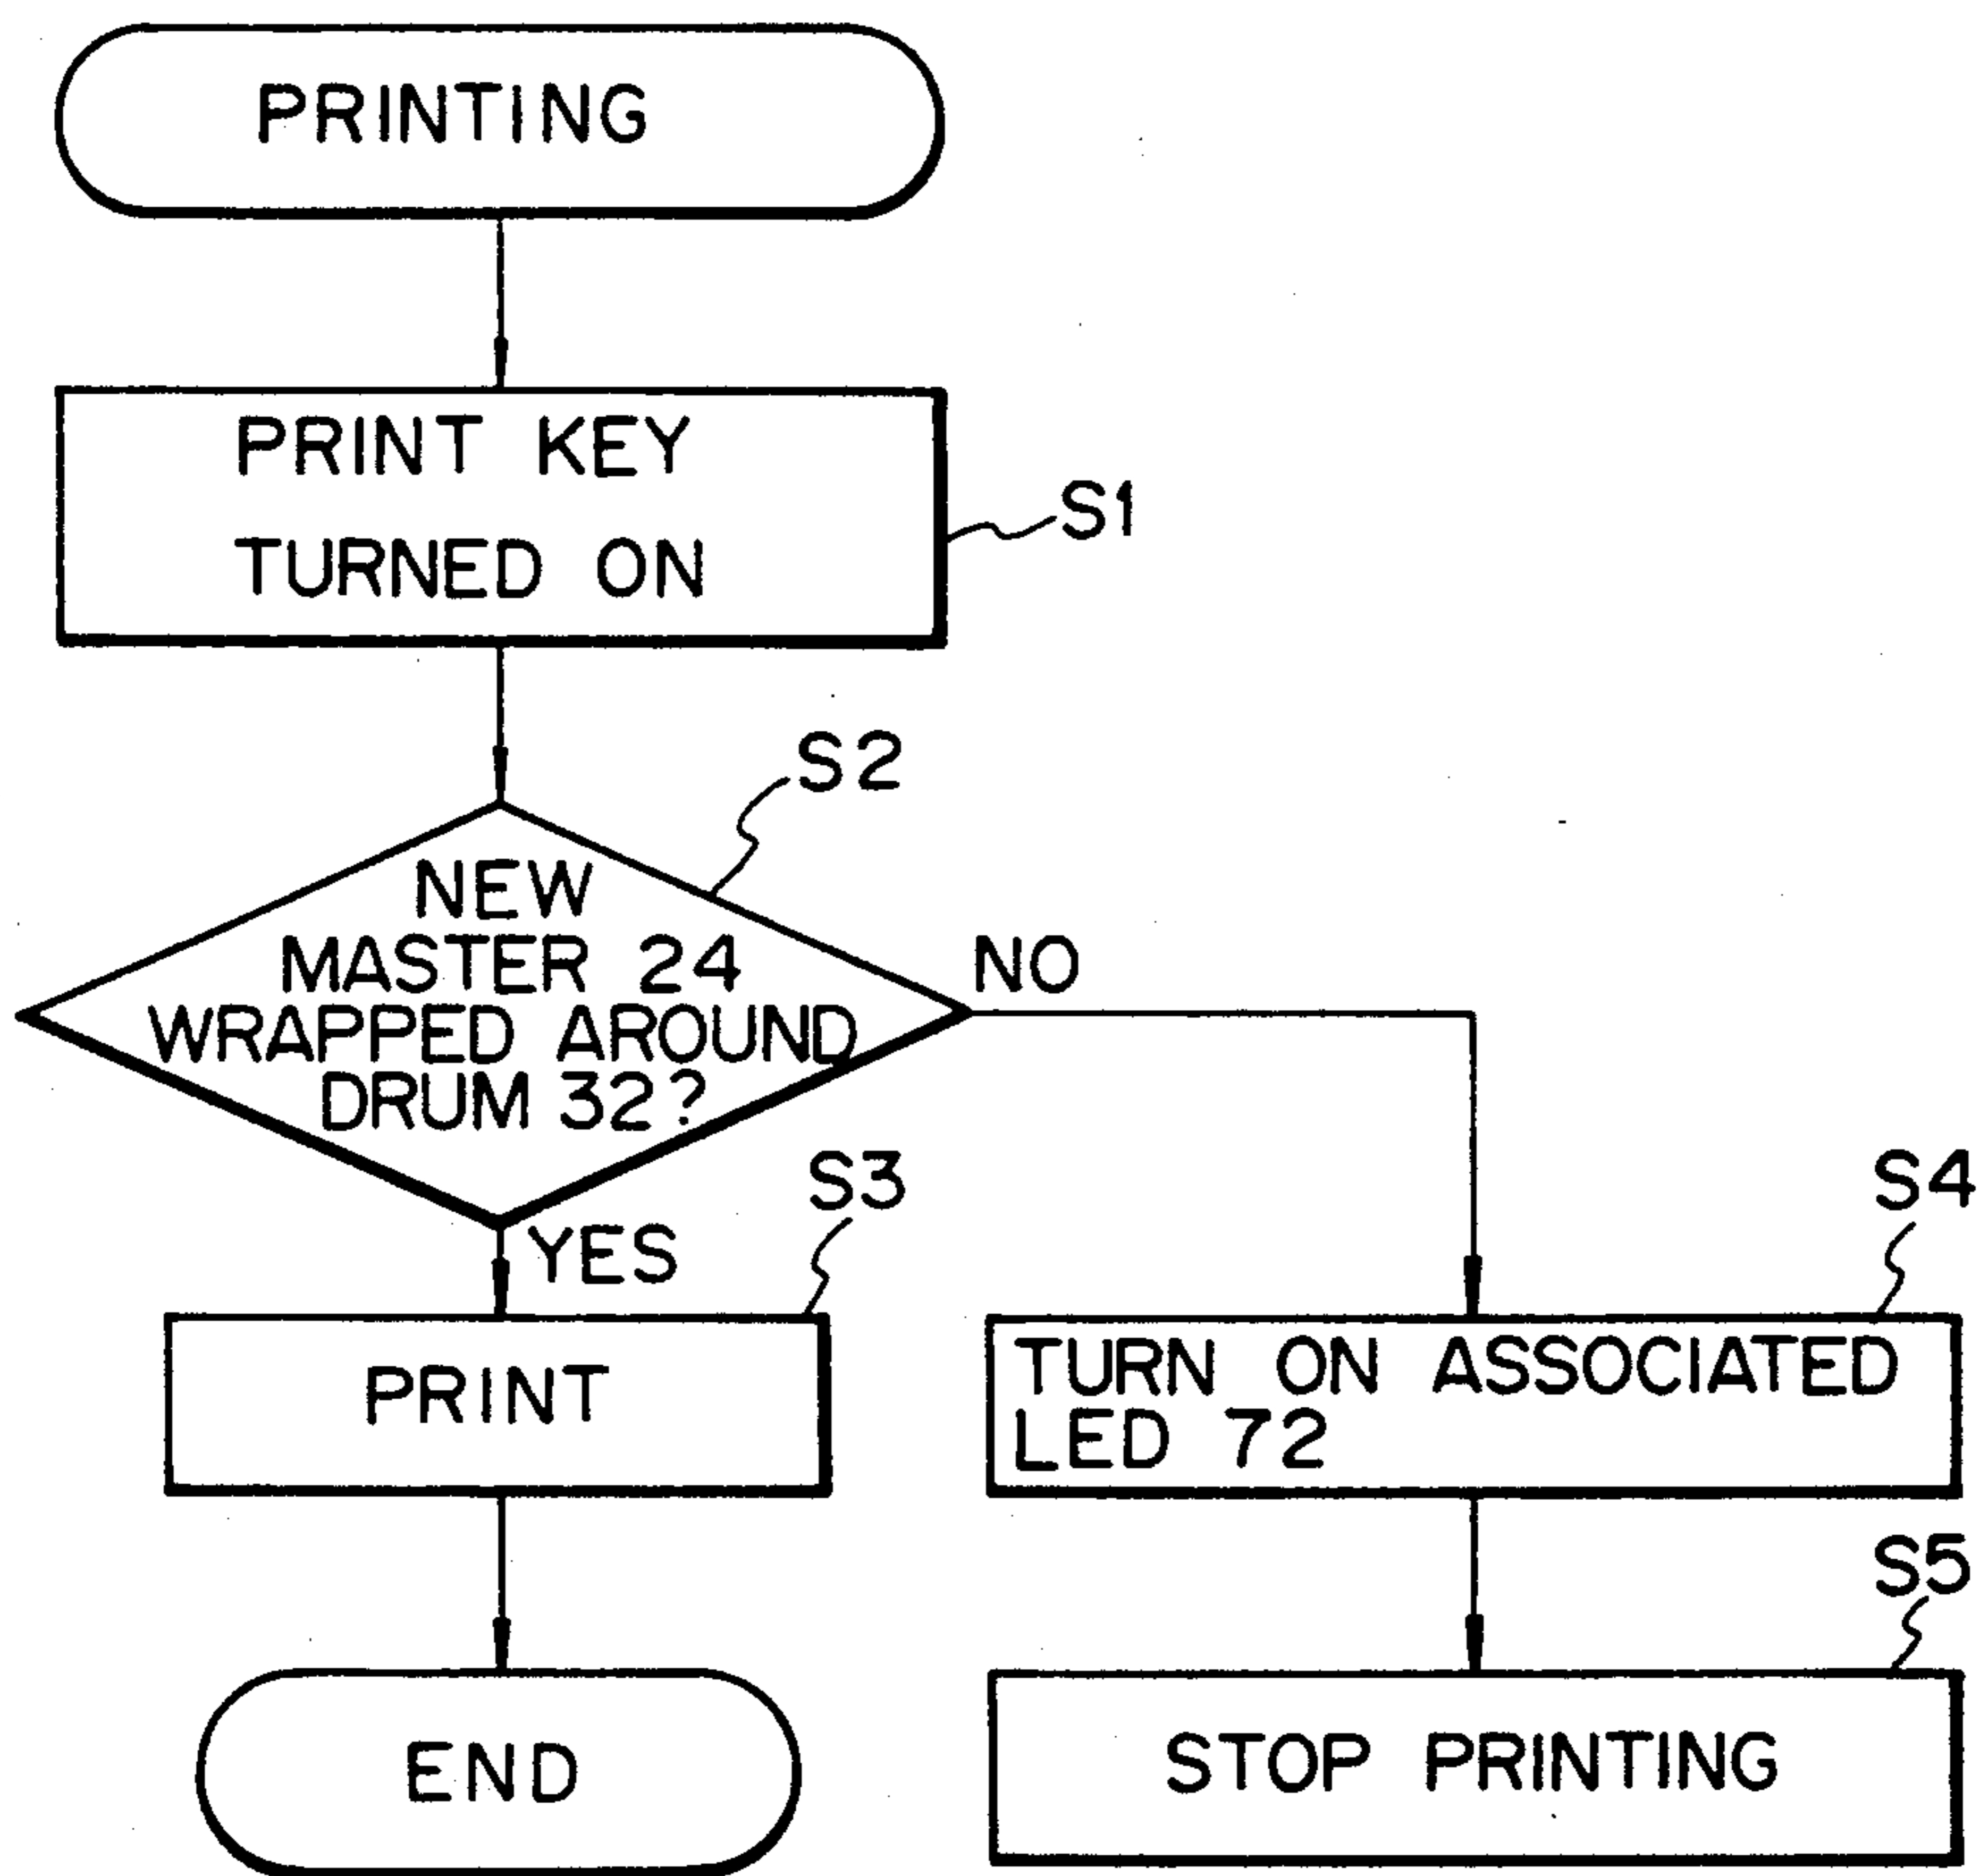 PRINTING
PRINT KEY
TURNED ON
S1
S2
NEW
MASTER 24
WRAPPED AROUND
DRUM 32?
NO
YES
S3
PRINT
END
S4
TURN ON ASSOCIATED
LED 72
S5
STOP PRINTING